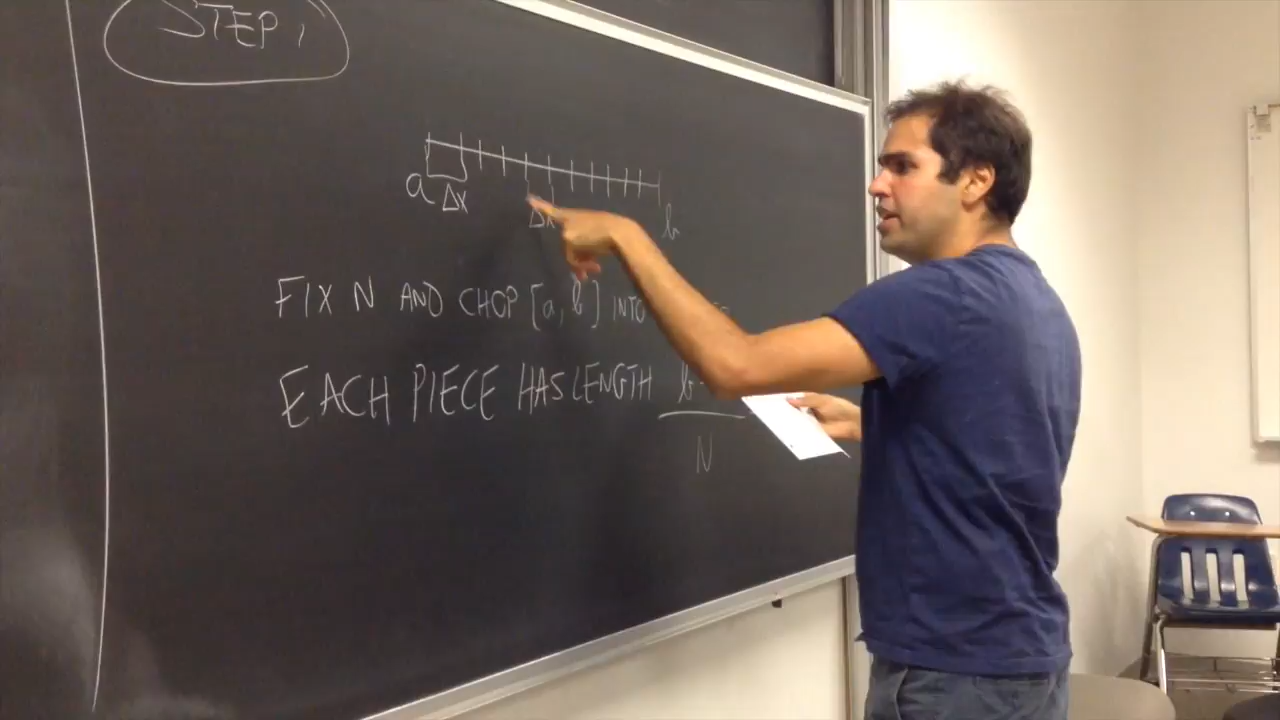 STEP 1
a Δx Δx b
FIX N AND CHOP [a, b] INTO
EACH PIECE HAS LENGTH b -
N